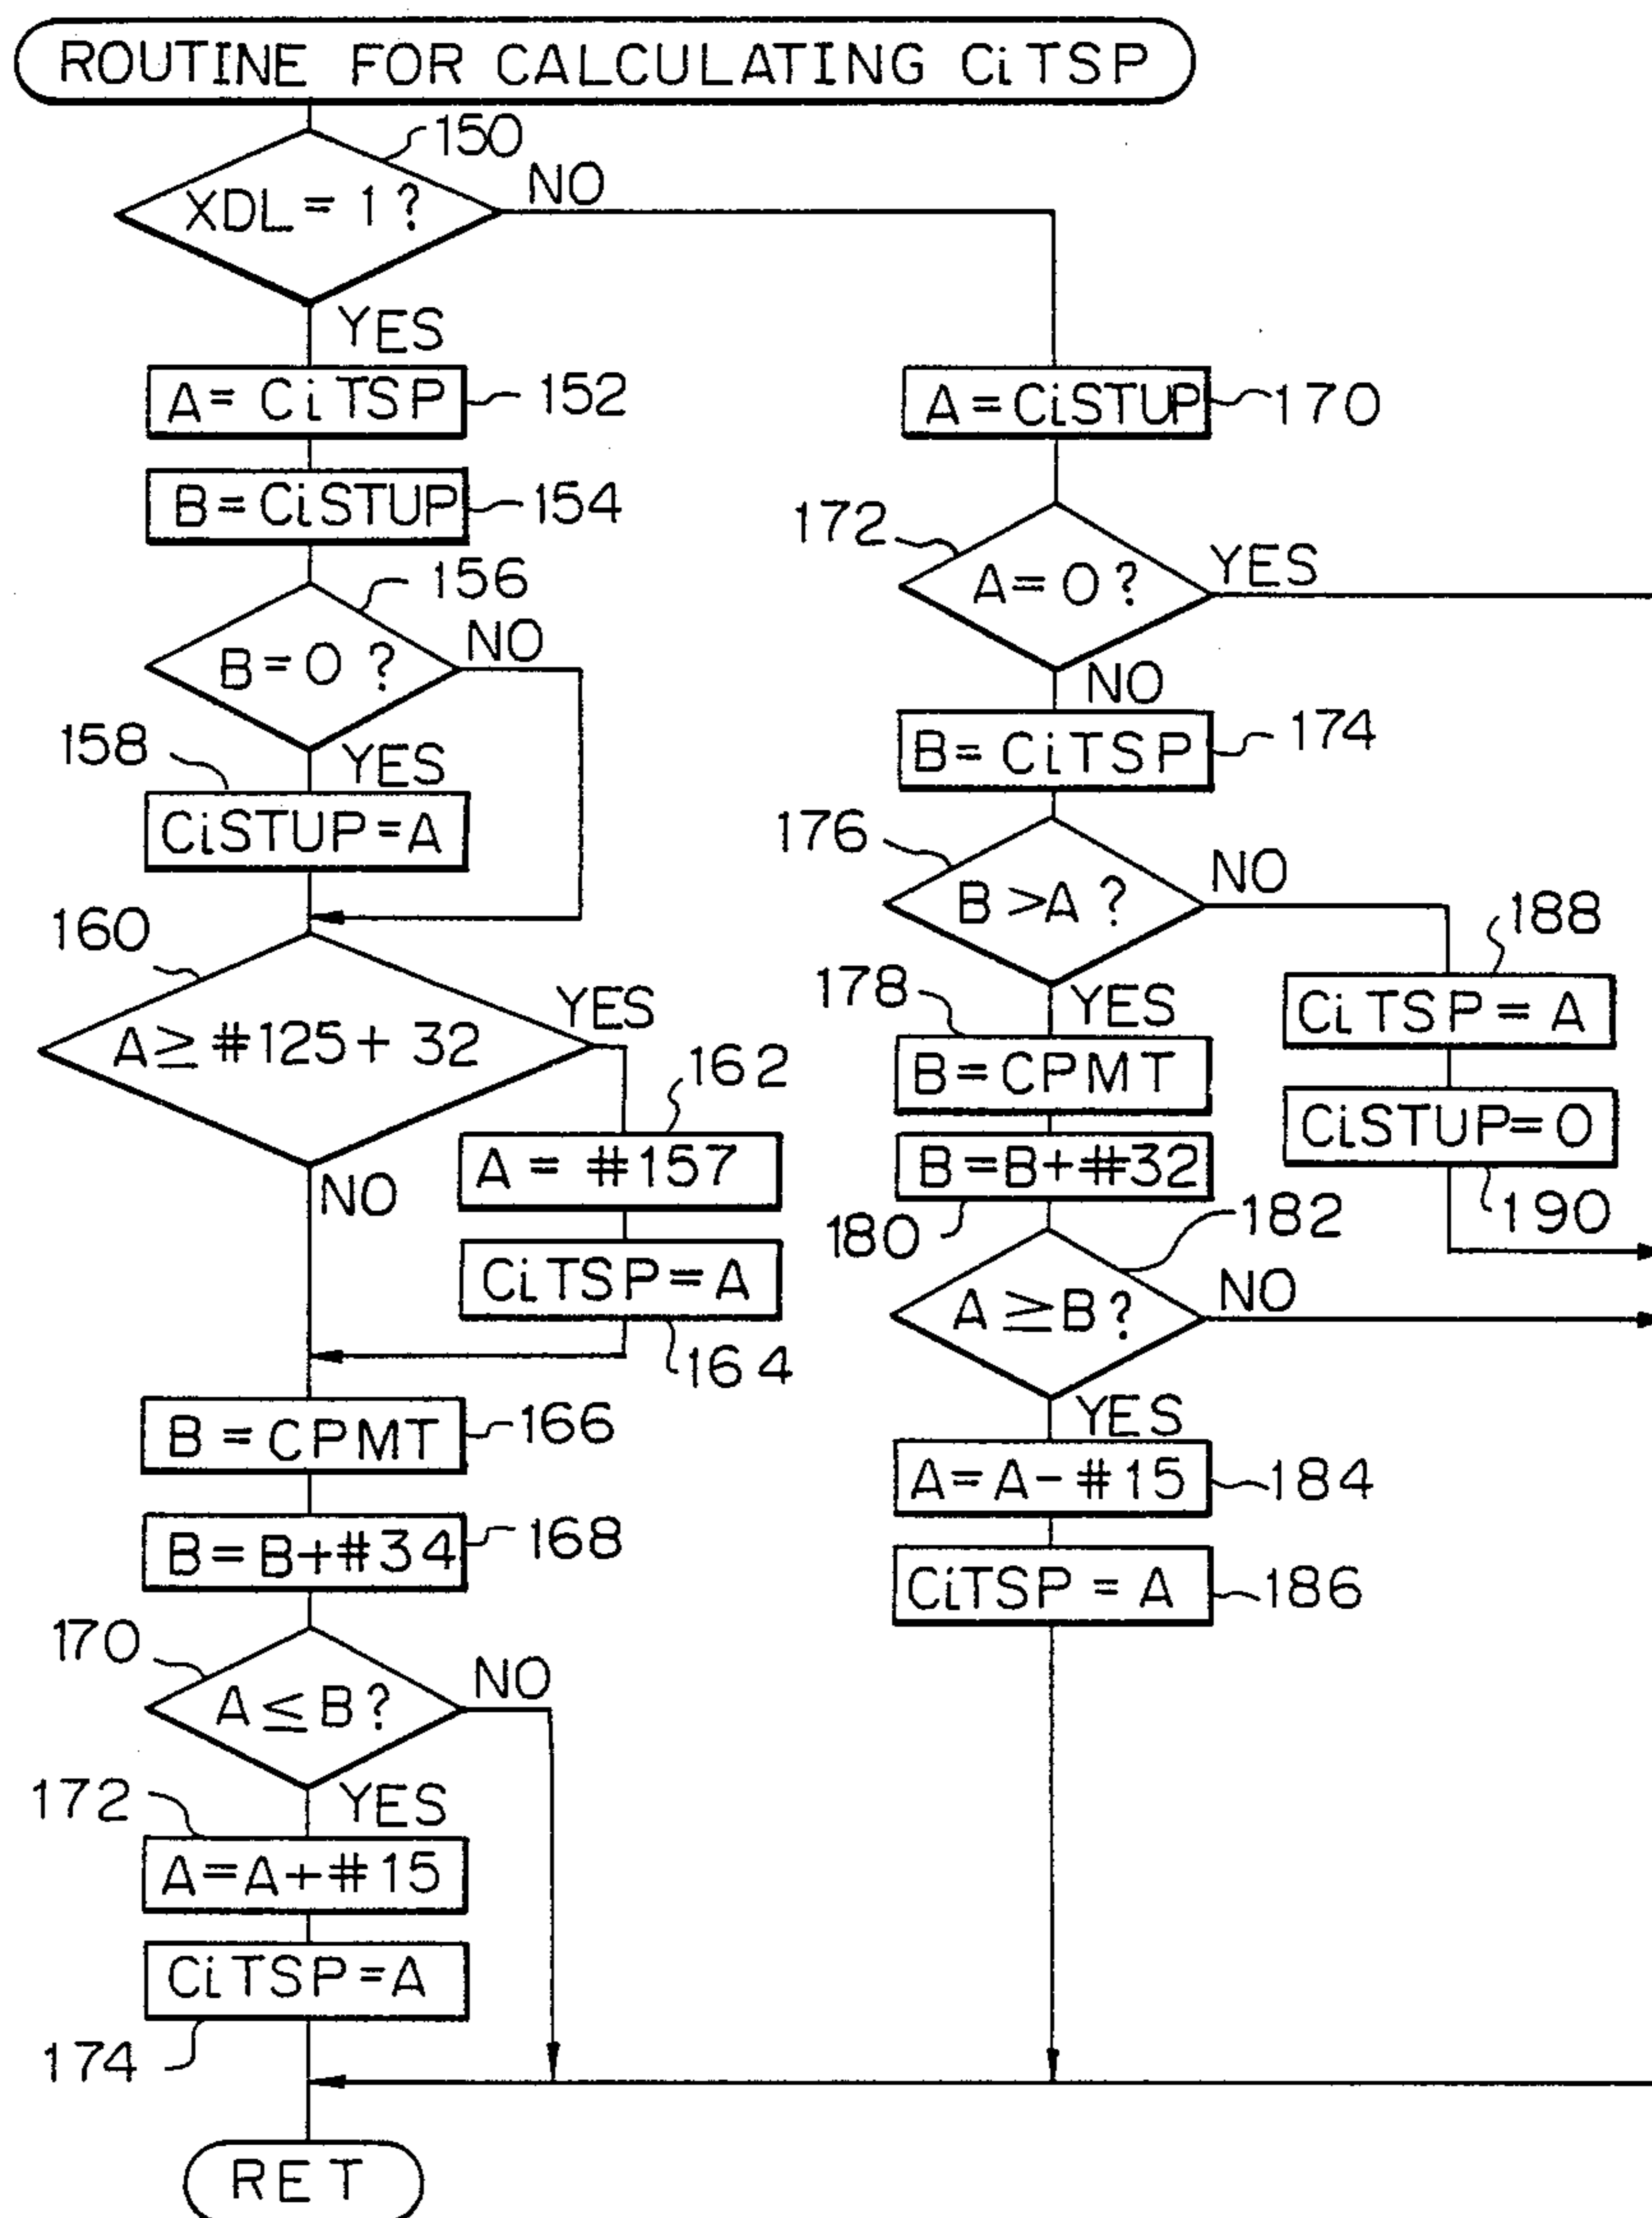 ROUTINE FOR CALCULATING CiTSP
150
XDL = 1 ?
NO
YES
A = CiTSP
152
B = CiSTUP
154
156
B = 0 ?
NO
158
YES
CiSTUP = A
160
A ≥ #125 + 32
YES
162
A = #157
NO
CiTSP = A
164
B = CPMT
166
B = B + #34
168
170
A ≤ B ?
NO
172
YES
A = A + #15
CiTSP = A
174
RET
A = CiSTUP
170
172
A = 0 ?
YES
NO
B = CiTSP
174
176
B > A ?
NO
188
178
YES
CiTSP = A
B = CPMT
CiSTUP = 0
B = B + #32
190
180
182
A ≥ B ?
NO
YES
A = A - #15
184
CiTSP = A
186